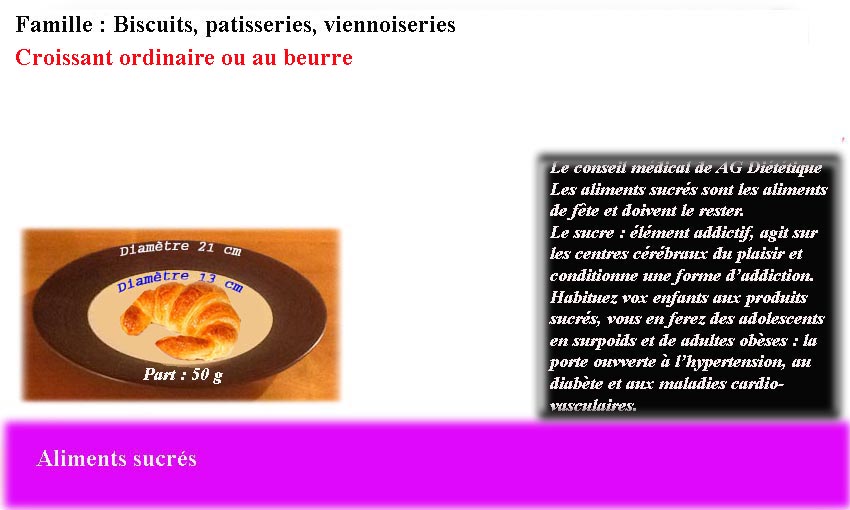 Famille : Biscuits, patisseries, viennoiseries
Croissant ordinaire ou au beurre
Le conseil médical de AG Diététique
Les aliments sucrés sont les aliments
de fête et doivent le rester.
Le sucre : élément addictif, agit sur
les centres cérébraux du plaisir et
conditionne une forme d'addiction.
Habituez vox enfants aux produits
sucrés, vous en ferez des adolescents
en surpoids et de adultes obèses : la
porte ouvverte à l'hypertension, au
diabète et aux maladies cardio-
vasculaires.
Diamètre 21 cm
Diamètre 13 cm
Part : 50 g
Aliments sucrés